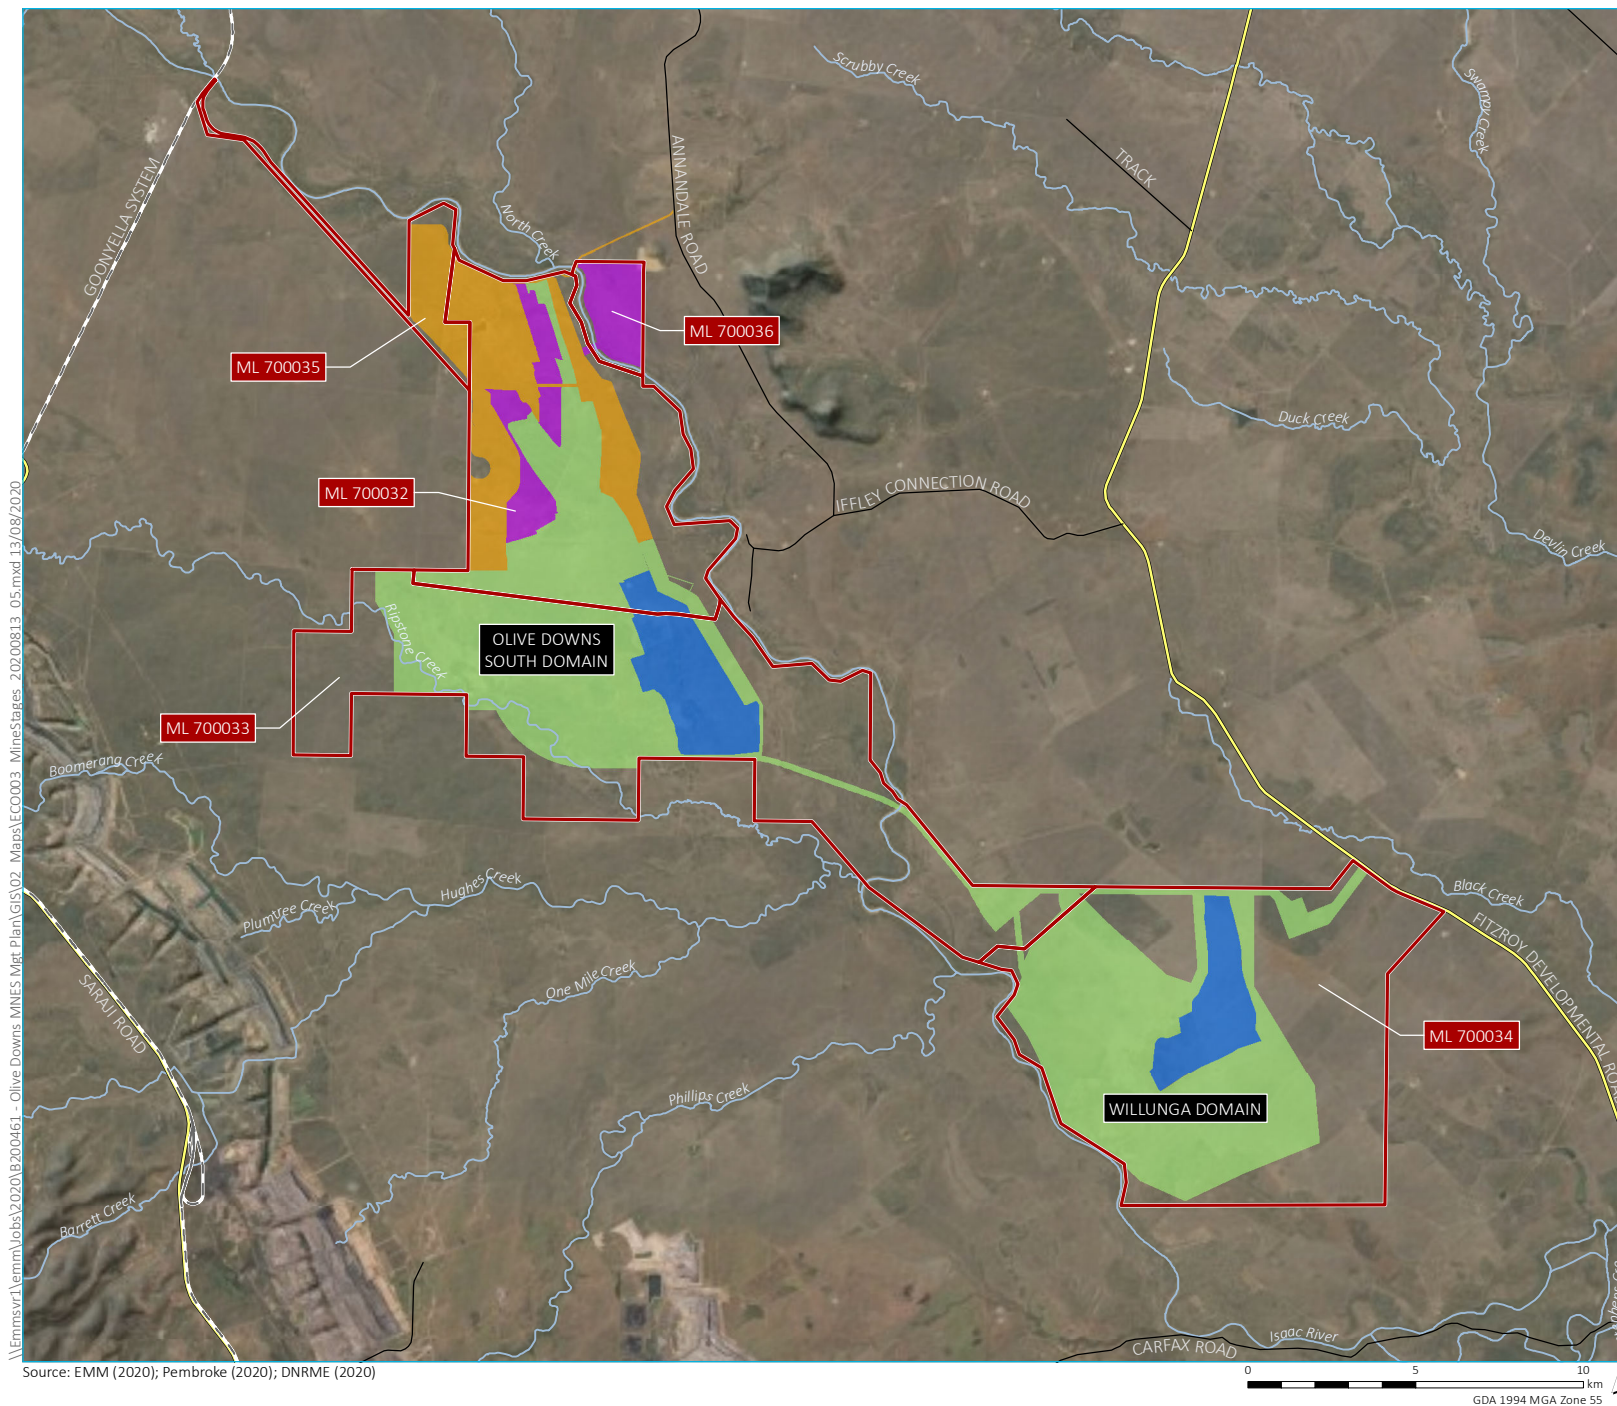 Scrubby Creek
Swampy Creek
TRACK
ANNANDALE ROAD
GOONYELLA SYSTEM
North Creek
ML 700036
ML 700035
Duck Creek
ML 700032
IFFLEY CONNECTION ROAD
Devlin Creek
Ripstone Creek
OLIVE DOWNS
SOUTH DOMAIN
ML 700033
Boomerang Creek
Hughes Creek
Black Creek
Plumtree Creek
FITZROY DEVELOPMENTAL ROAD
One Mile Creek
SARAJI ROAD
ML 700034
Phillips Creek
WILLUNGA DOMAIN
Barrett Creek
Isaac River
CARFAX ROAD
\\Emmsvr1\emm\Jobs\2020\B200461 - Olive Downs MNES Mgt Plan\GIS\02_Maps\ECO003_MineStages_20200813_05.mxd 13/08/2020
Source: EMM (2020); Pembroke (2020); DNRME (2020)
0 5 10
km
GDA 1994 MGA Zone 55